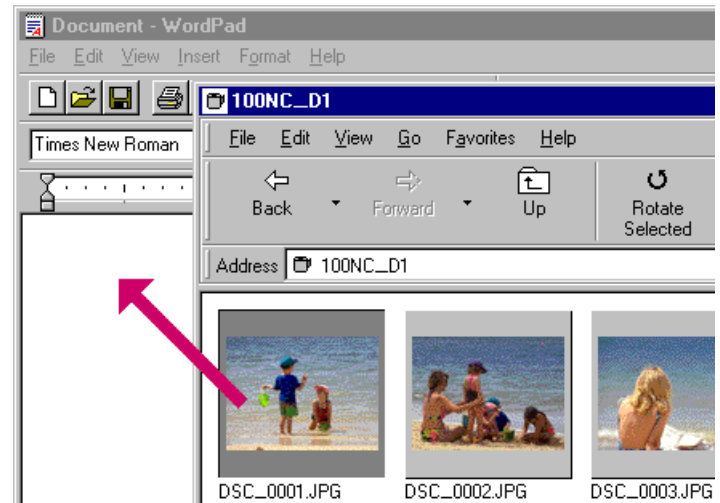 Document - WordPad
File Edit View Insert Format Help
100NC_D1
Times New Roman
File Edit View Go Favorites Help
Back Forward Up Rotate Selected
Address 100NC_D1
DSC_0001.JPG DSC_0002.JPG DSC_0003.JPG